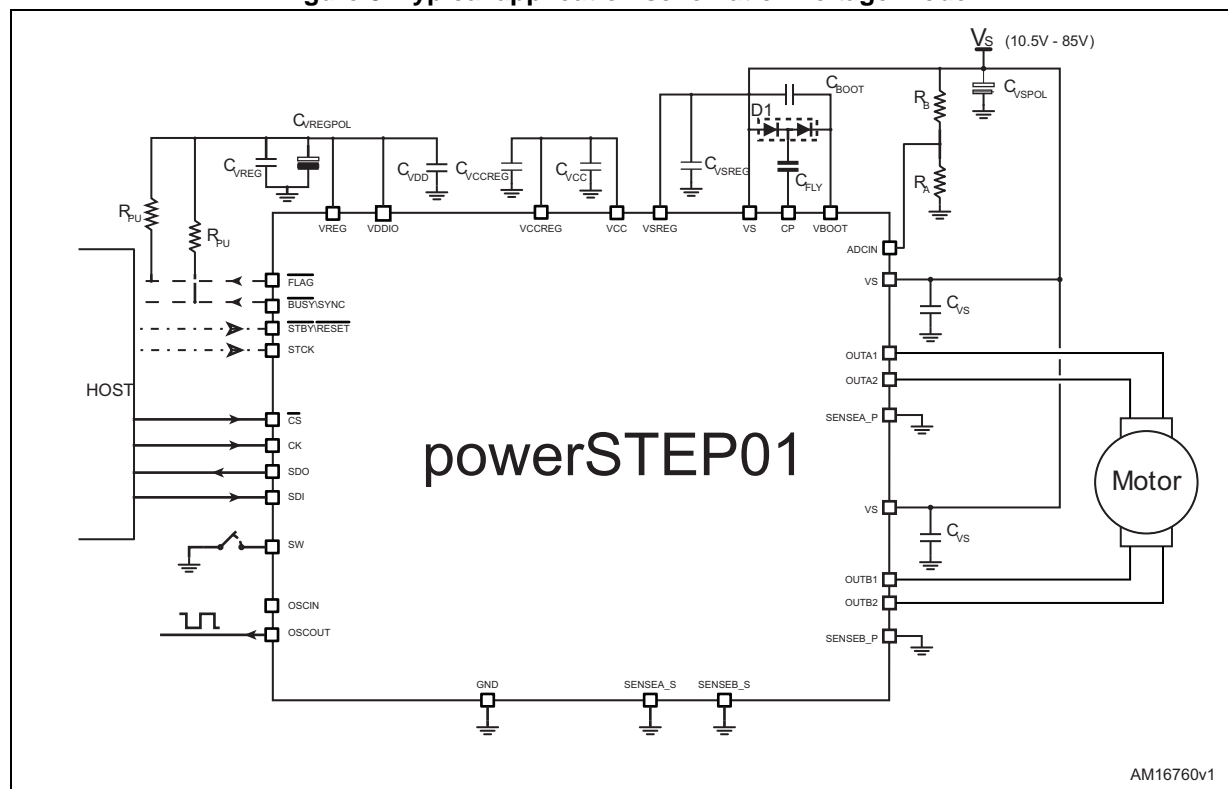 VS (10.5V - 85V)
CBOOT
D1
RB
CVSPOL
CVREGPOL
CVREG
CVDD
CVCCREG
CVCC
CVSREG
CFLY
RA
RPU
RPU
VREG
VDDIO
VCCREG
VCC
VSREG
VS
CP
VBOOT
ADCIN
FLAG
VS
BUSY\SYNC
CVS
STBY\RESET
STCK
OUTA1
HOST
OUTA2
CS
SENSEA_P
CK
powerSTEP01
SDO
Motor
SDI
VS
SW
CVS
OUTB1
OSCIN
OUTB2
OSCOUT
SENSEB_P
GND
SENSEA_S
SENSEB_S
AM16760v1